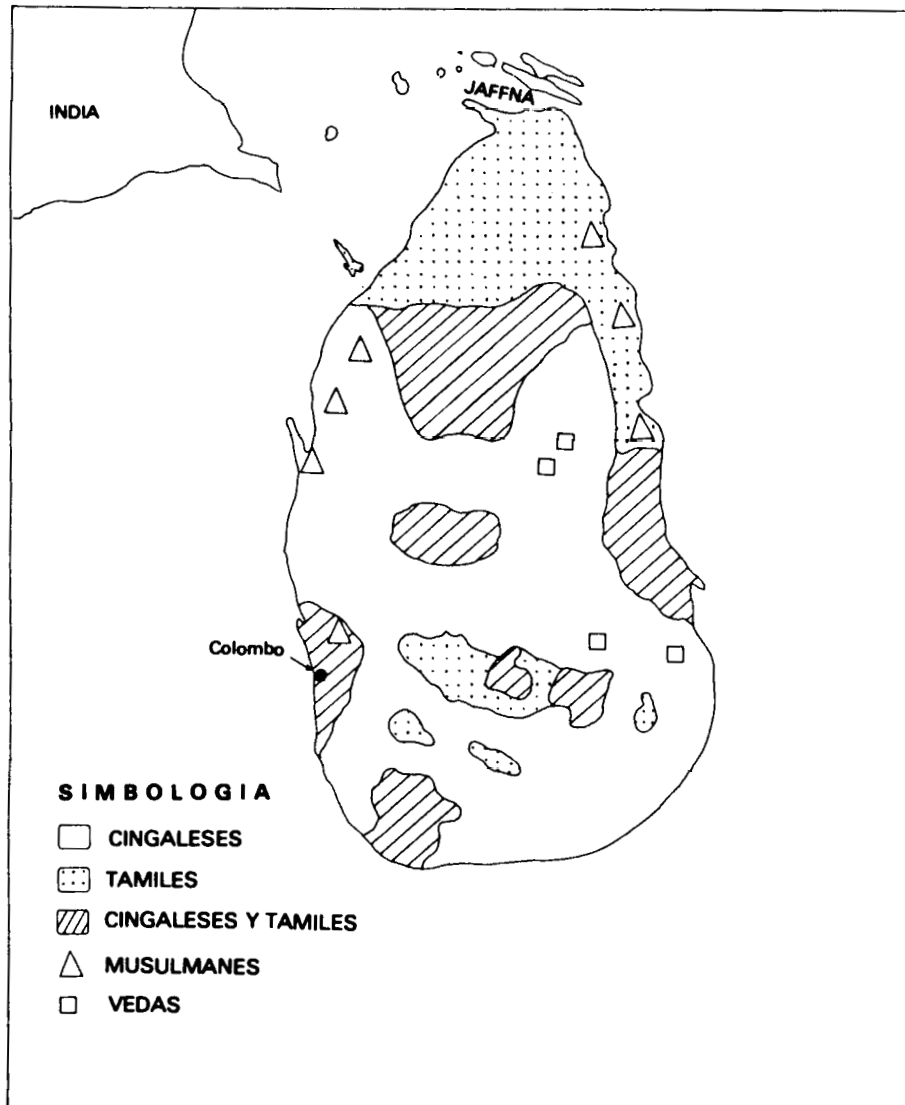 INDIA
JAFFNA
Colombo
SIMBOLOGIA
CINGALESES
TAMILES
CINGALESES Y TAMILES
MUSULMANES
VEDAS